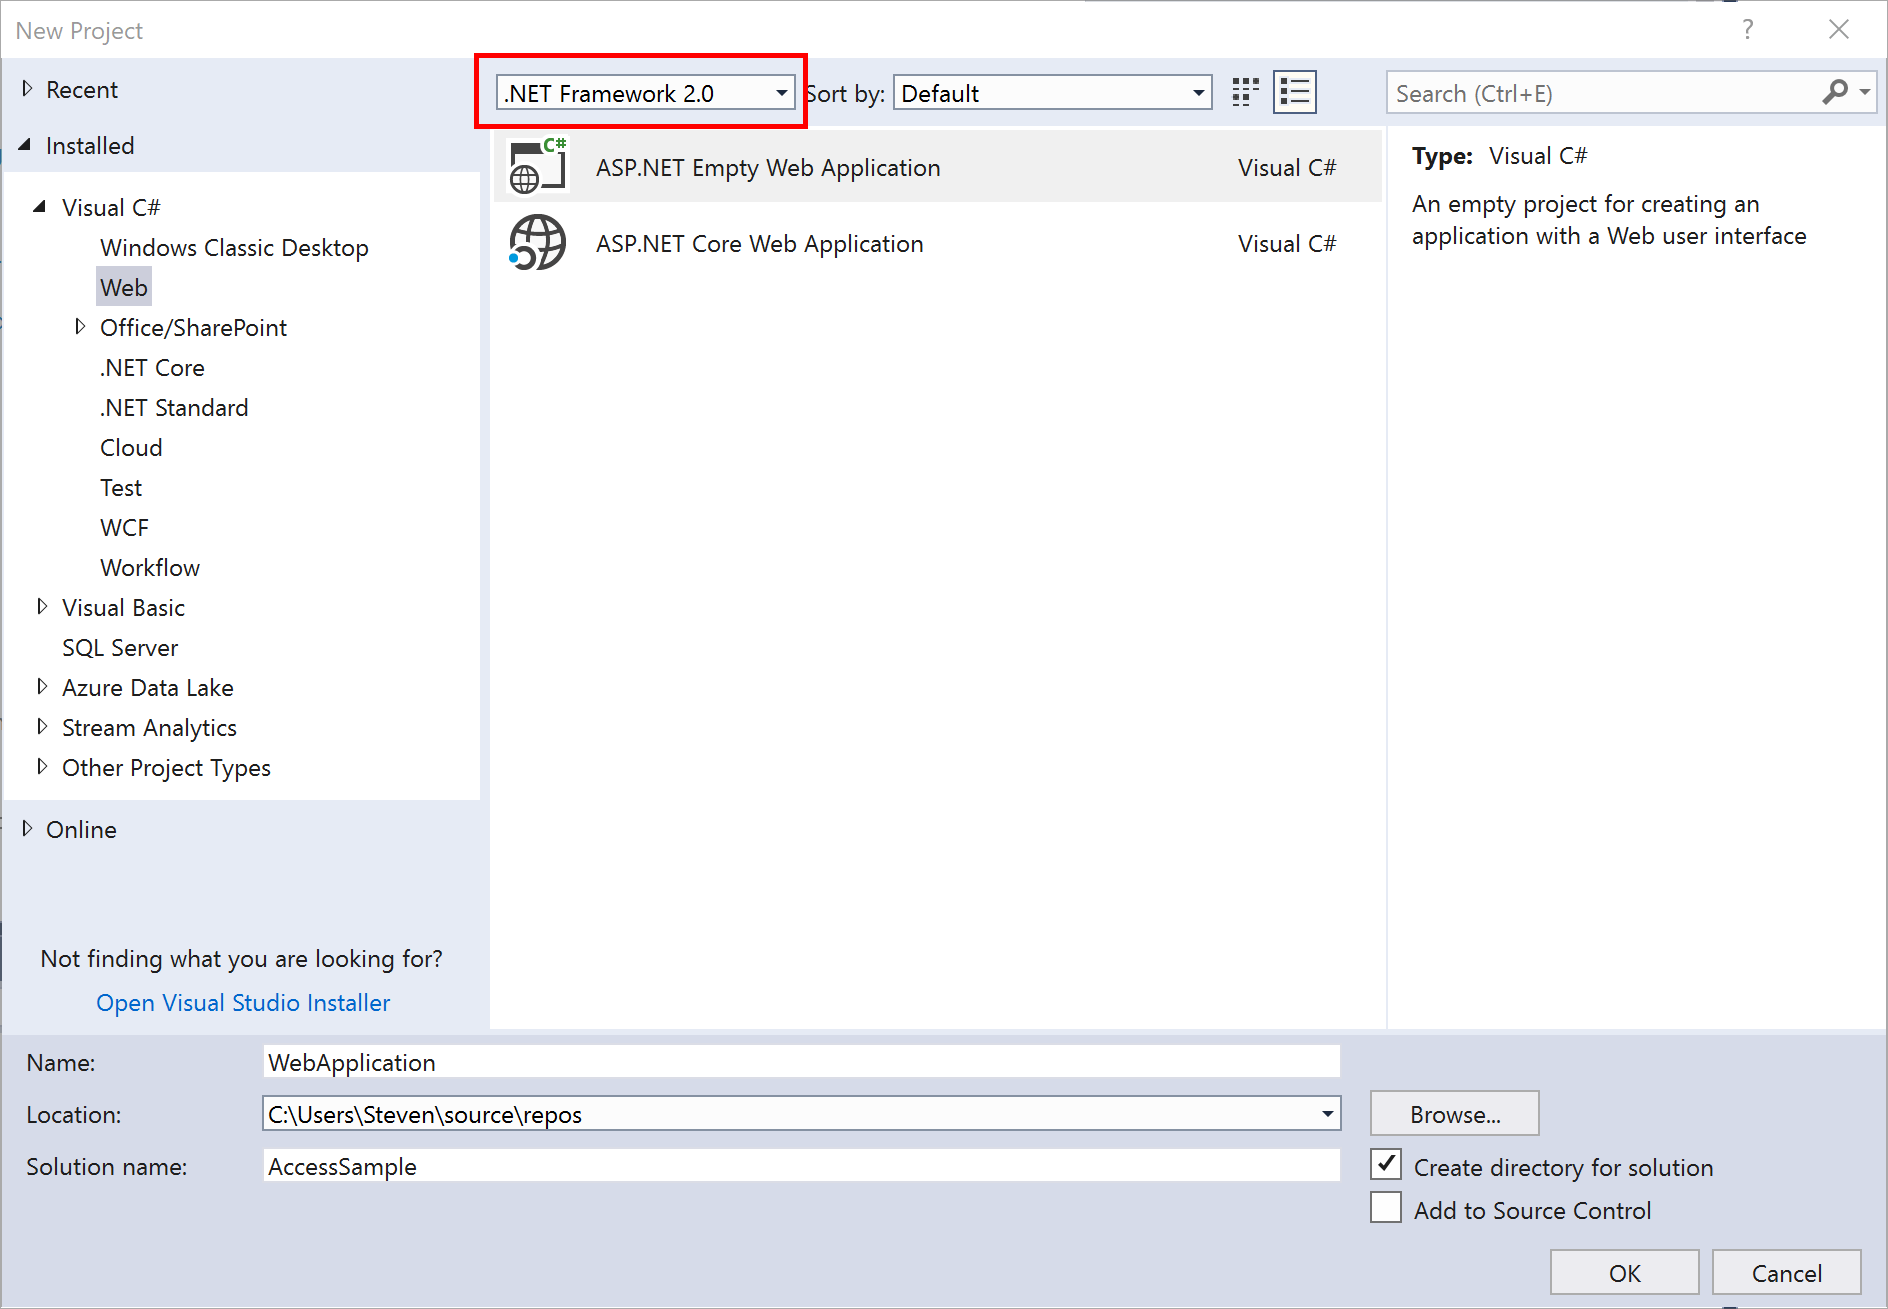 New Project
?
Recent
Installed
Visual C#
Windows Classic Desktop
Web
Office/SharePoint
.NET Core
.NET Standard
Cloud
Test
WCF
Workflow
Visual Basic
SQL Server
Azure Data Lake
Stream Analytics
Other Project Types
Online
Not finding what you are looking for?
Open Visual Studio Installer
.NET Framework 2.0 Sort by: Default
C#
ASP.NET Empty Web Application Visual C#
ASP.NET Core Web Application Visual C#
Search (Ctrl+E)
Type: Visual C#
An empty project for creating an
application with a Web user interface
Name: WebApplication
Location: C:\Users\Steven\source\repos
Browse...
Solution name: AccessSample
Create directory for solution
Add to Source Control
OK Cancel